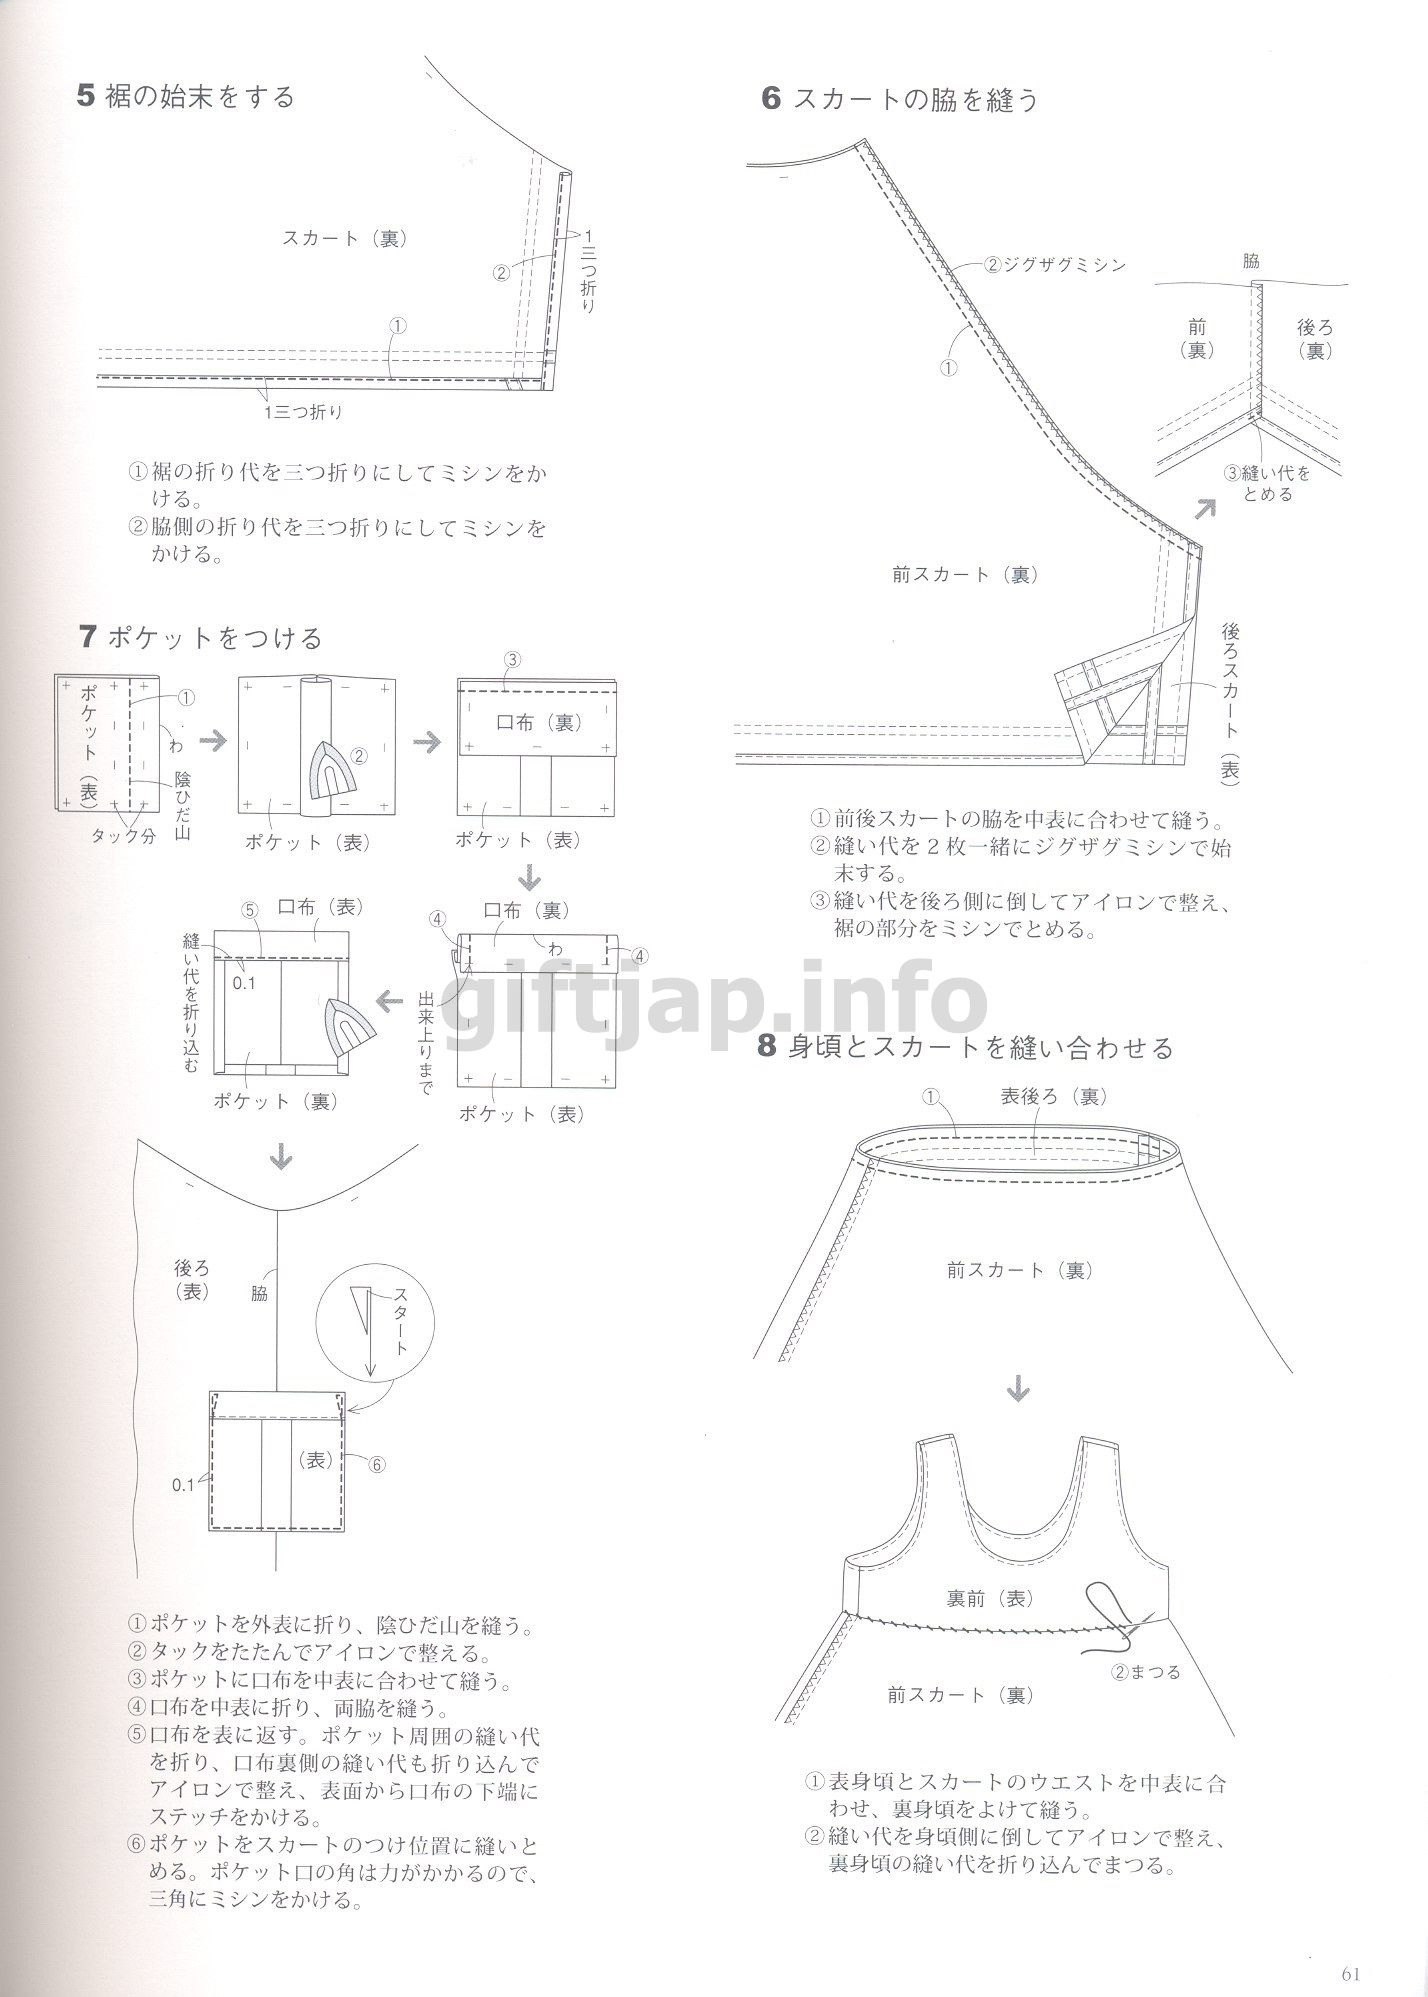 5 裾の始末をする
スカート（裏）
②
1三つ折り
①
1三つ折り
①裾の折り代を三つ折りにしてミシンをか
ける。
②脇側の折り代を三つ折りにしてミシンを
かける。
6 スカートの脇を縫う
②ジグザグミシン
①
脇
前
（裏）
後ろ
（裏）
③縫い代を
とめる
前スカート（裏）
後ろスカート（表）
①前後スカートの脇を中表に合わせて縫う。
②縫い代を2枚一緒にジグザグミシンで始
末する。
③縫い代を後ろ側に倒してアイロンで整え、
裾の部分をミシンでとめる。
7 ポケットをつける
ポケット（表）
①
わ
陰ひだ山
タック分
②
ポケット（表）
③
口布（裏）
ポケット（表）
④
口布（裏）
わ
④
出来上りまで
ポケット（表）
⑤
口布（表）
縫い代を折り込む
0.1
ポケット（裏）
後ろ
（表）
脇
スタート
（表）
⑥
0.1
①ポケットを外表に折り、陰ひだ山を縫う。
②タックをたたんでアイロンで整える。
③ポケットに口布を中表に合わせて縫う。
④口布を中表に折り、両脇を縫う。
⑤口布を表に返す。ポケット周囲の縫い代
を折り、口布裏側の縫い代も折り込んで
アイロンで整え、表面から口布の下端に
ステッチをかける。
⑥ポケットをスカートのつけ位置に縫いと
める。ポケット口の角は力がかかるので、
三角にミシンをかける。
giftjap.info
8 身頃とスカートを縫い合わせる
①
表後ろ（裏）
前スカート（裏）
裏前（表）
②まつる
前スカート（裏）
①表身頃とスカートのウエストを中表に合
わせ、裏身頃をよけて縫う。
②縫い代を身頃側に倒してアイロンで整え、
裏身頃の縫い代を折り込んでまつる。
61